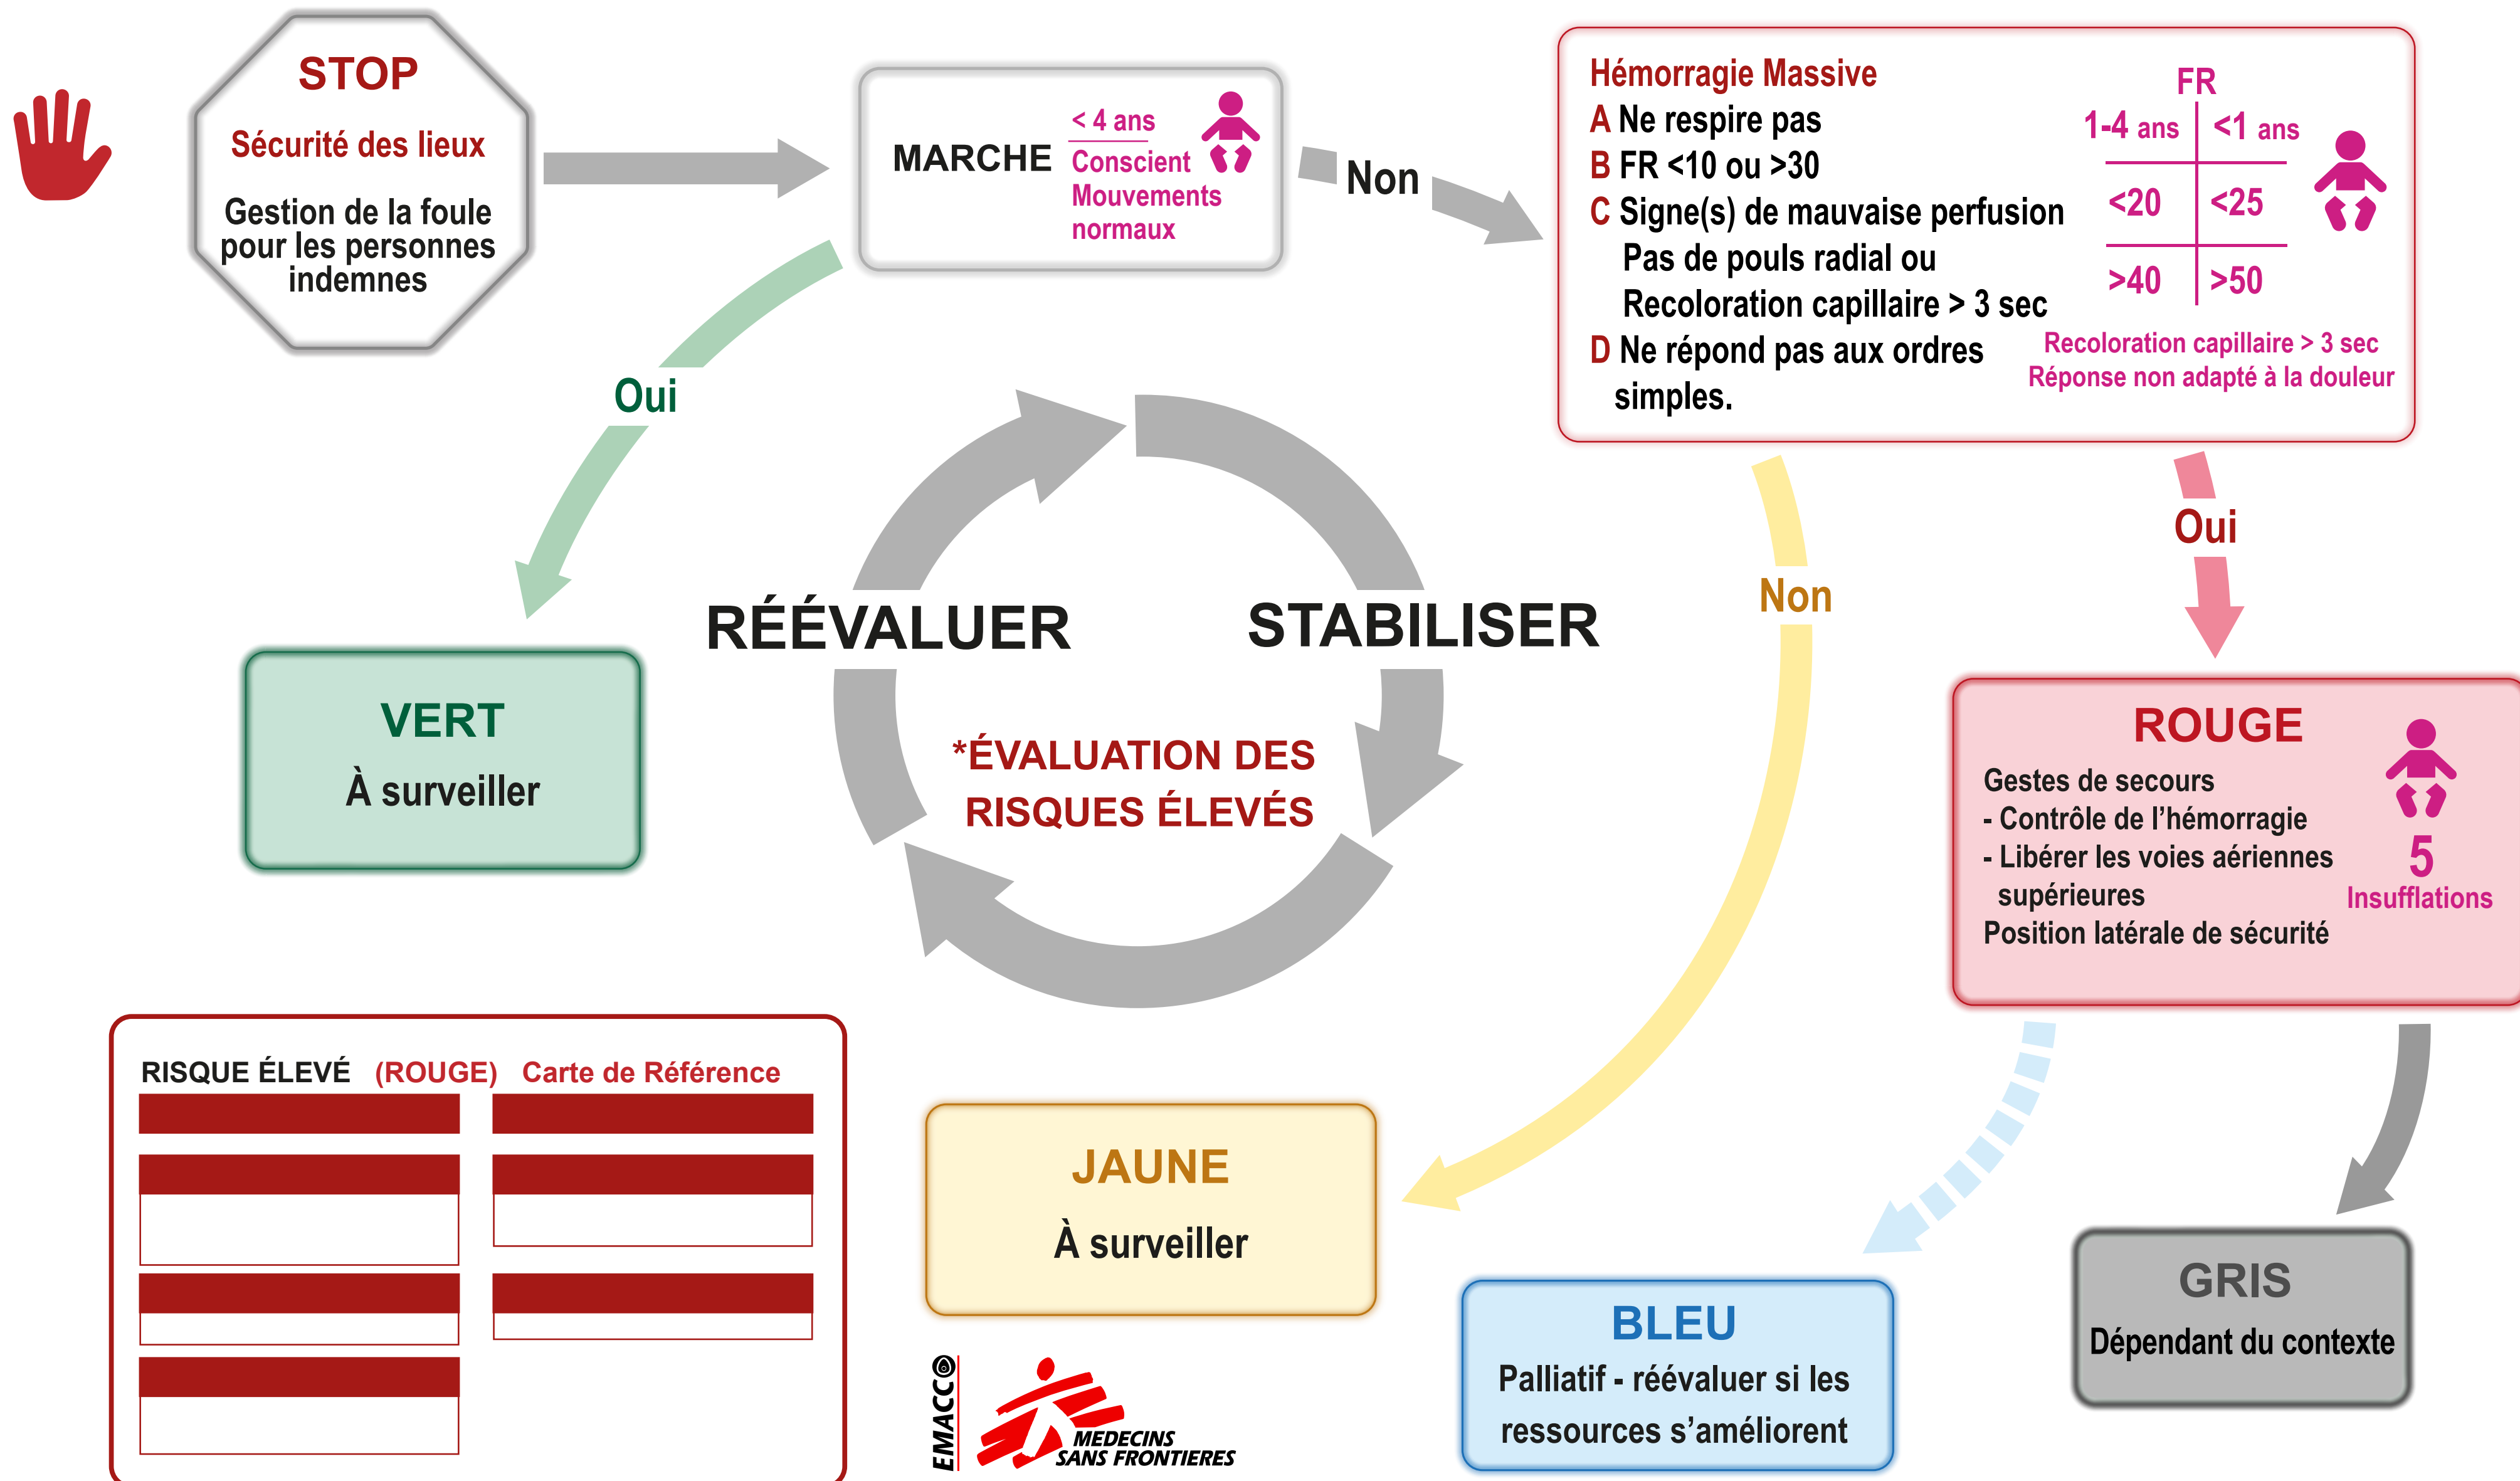 STOP
Sécurité des lieux
Gestion de la foule
pour les personnes
indemnes
MARCHE
< 4 ans
Conscient
Mouvements
normaux
Non
Hémorragie Massive
A Ne respire pas
B FR <10 ou >30
C Signe(s) de mauvaise perfusion
Pas de pouls radial ou
Recoloration capillaire > 3 sec
D Ne répond pas aux ordres
simples.
FR
1-4 ans <1 ans
<20 <25
>40 >50
Recoloration capillaire > 3 sec
Réponse non adapté à la douleur
Oui
Oui
Non
RÉÉVALUER
STABILISER
*ÉVALUATION DES
RISQUES ÉLEVÉS
VERT
À surveiller
ROUGE
Gestes de secours
- Contrôle de l’hémorragie
- Libérer les voies aériennes
supérieures
Position latérale de sécurité
5
Insufflations
RISQUE ÉLEVÉ (ROUGE) Carte de Référence
JAUNE
À surveiller
BLEU
Palliatif - réévaluer si les
ressources s’améliorent
GRIS
Dépendant du contexte
EMACC
MEDECINS
SANS FRONTIERES